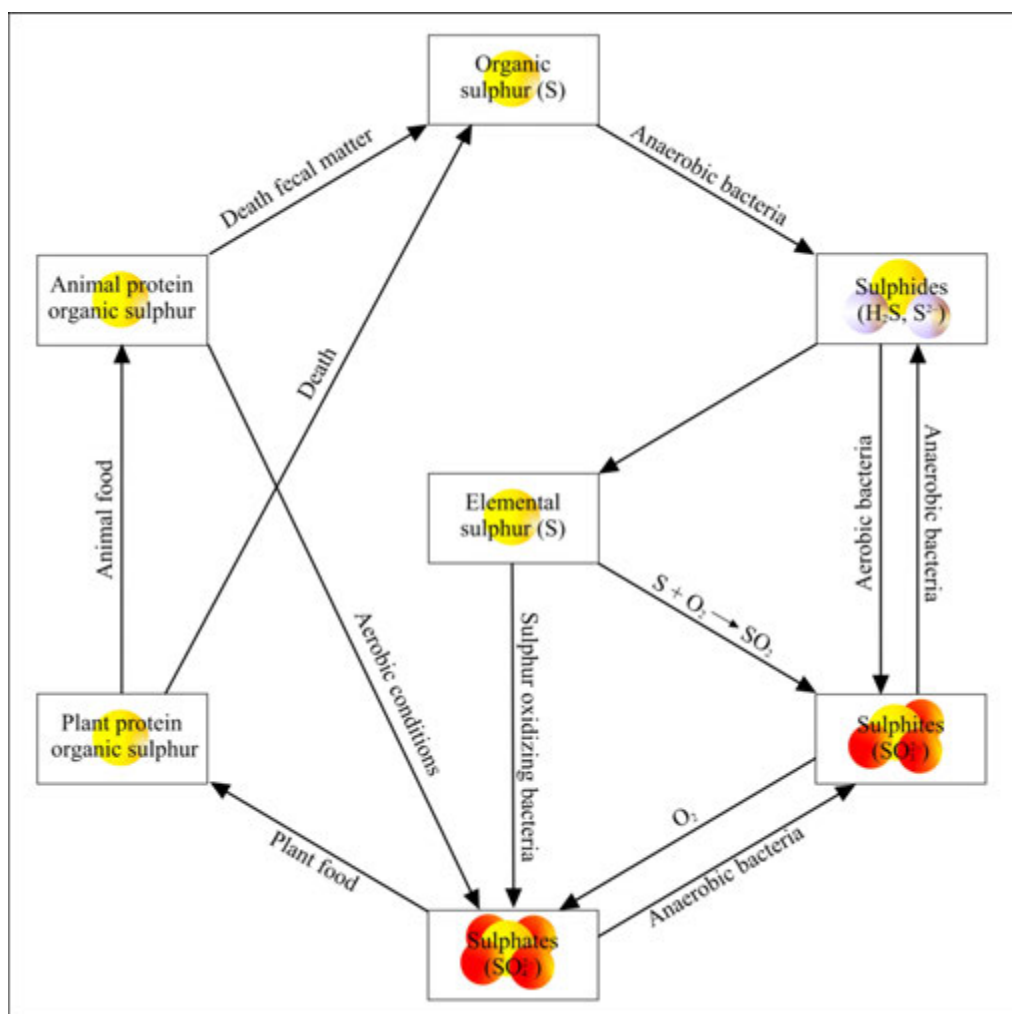 Organic
sulphur (S)
Death fecal matter
Anaerobic bacteria
Animal protein
organic sulphur
Sulphides
(H₂S, S²⁻)
Death
Animal food
Aerobic bacteria
Anaerobic bacteria
Elemental
sulphur (S)
S + O₂ → SO₂
Sulphur oxidizing bacteria
Aerobic conditions
Plant protein
organic sulphur
Sulphites
(SO₃²⁻)
O₂
Plant food
Anaerobic bacteria
Sulphates
(SO₄²⁻)